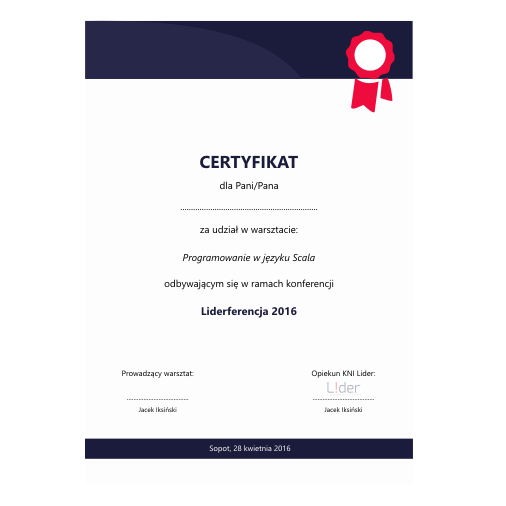 CERTYFIKAT
dla Pani/Pana
............................................................
za udział w warsztacie:
Programowanie w języku Scala
odbywającym się w ramach konferencji
Liderferencja 2016
Prowadzący warsztat: Opiekun KNI Lider:
L!der
Jacek Iksiński Jacek Iksiński
Sopot, 28 kwietnia 2016